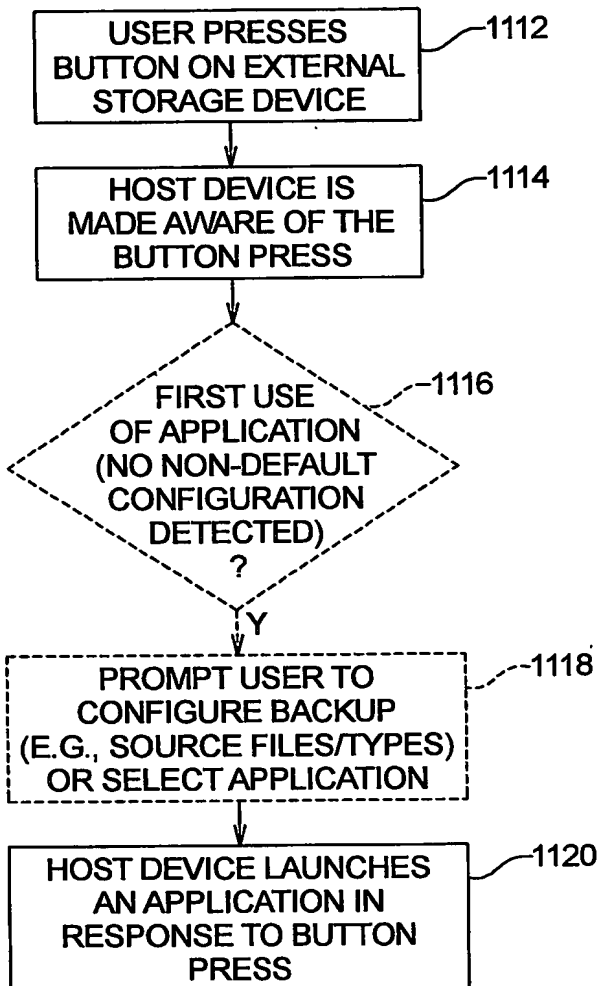 USER PRESSES
BUTTON ON EXTERNAL
STORAGE DEVICE
1112
HOST DEVICE IS
MADE AWARE OF THE
BUTTON PRESS
1114
FIRST USE
OF APPLICATION
(NO NON-DEFAULT
CONFIGURATION
DETECTED)
?
1116
Y
PROMPT USER TO
CONFIGURE BACKUP
(E.G., SOURCE FILES/TYPES)
OR SELECT APPLICATION
1118
HOST DEVICE LAUNCHES
AN APPLICATION IN
RESPONSE TO BUTTON
PRESS
1120